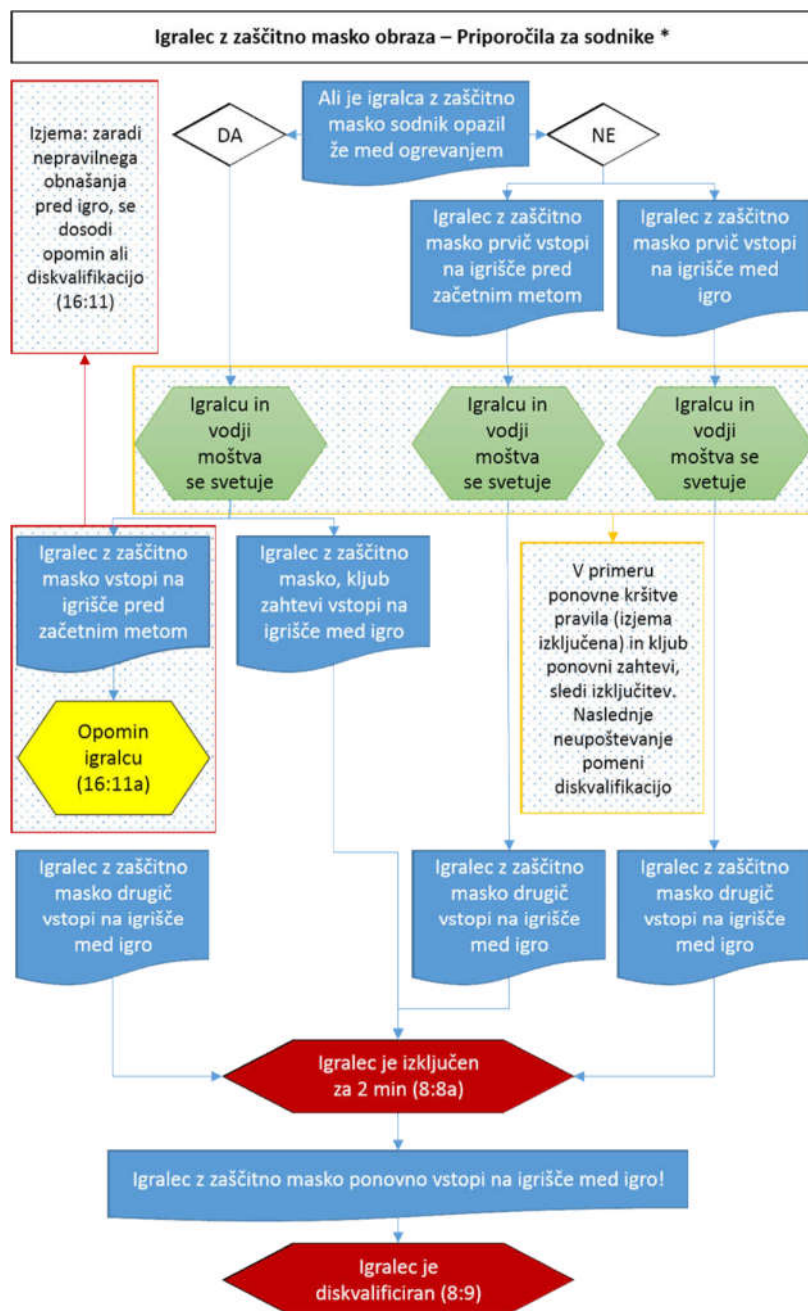 Igralec z zaščitno masko obraza – Priporočila za sodnike *
Izjema: zaradi
nepravilnega
obnašanja
pred igro, se
dosodi
opomin ali
diskvalifikacijo
(16:11)
DA
Ali je igralca z zaščitno
masko sodnik opazil
že med ogrevanjem
NE
Igralec z zaščitno
masko prvič vstopi
na igrišče pred
začetnim metom
Igralec z zaščitno
masko prvič vstopi
na igrišče med
igro
Igralcu in
vodji
moštva
se svetuje
Igralcu in
vodji
moštva
se svetuje
Igralcu in
vodji
moštva se
svetuje
Igralec z zaščitno
masko vstopi na
igrišče pred
začetnim metom
Igralec z zaščitno
masko, kljub
zahtevi vstopi na
igrišče med igro
V primeru
ponovne kršitve
pravila (izjema
izključena) in kljub
ponovni zahtevi,
sledi izključitev.
Naslednje
neupoštevanje
pomeni
diskvalifikacijo
Opomin
igralcu
(16:11a)
Igralec z zaščitno
masko drugič
vstopi na igrišče
med igro
Igralec z zaščitno
masko drugič
vstopi na igrišče
med igro
Igralec z zaščitno
masko drugič
vstopi na igrišče
med igro
Igralec je izključen
za 2 min (8:8a)
Igralec z zaščitno masko ponovno vstopi na igrišče med igro!
Igralec je
diskvalificiran (8:9)